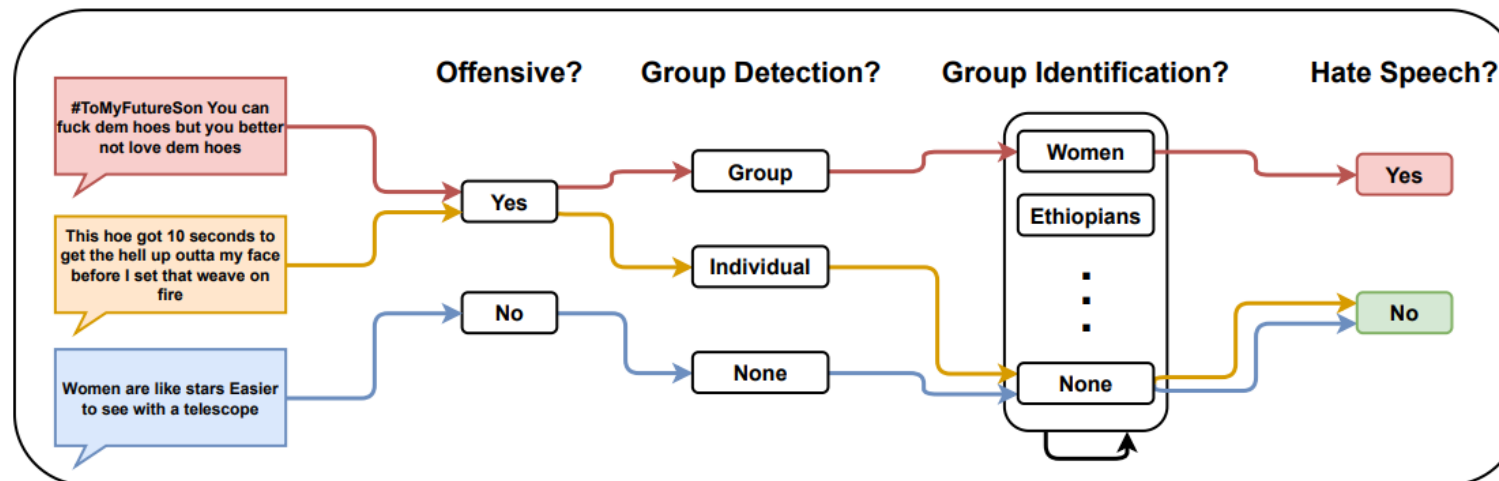 Offensive? Group Detection? Group Identification? Hate Speech?
#ToMyFutureSon You can
fuck dem hoes but you better
not love dem hoes
This hoe got 10 seconds to
get the hell up outta my face
before I set that weave on
fire
Women are like stars Easier
to see with a telescope
Yes
No
Group
Individual
None
Women
Ethiopians
None
Yes
No